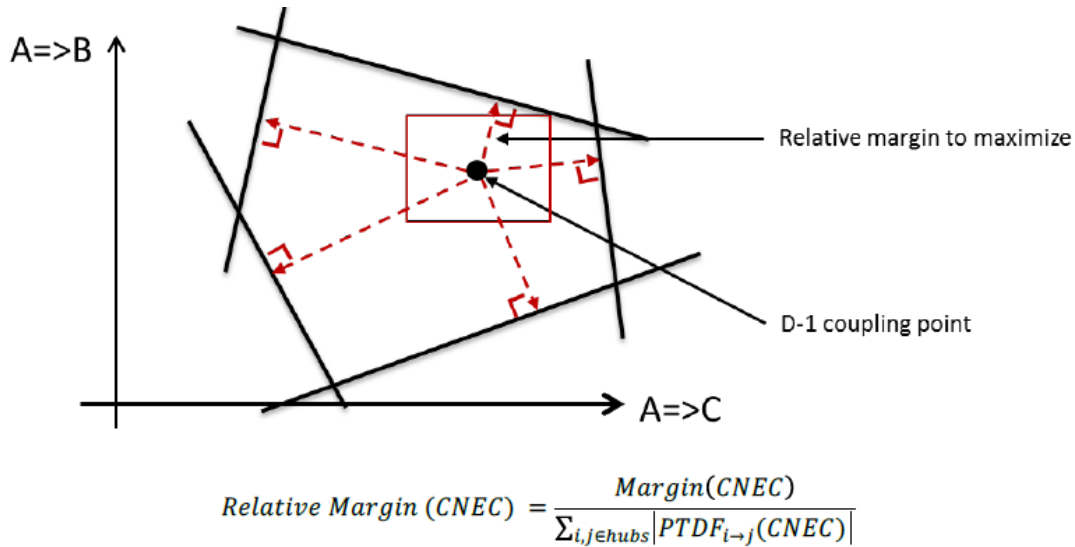 A=>B
Relative margin to maximize
D-1 coupling point
A=>C
Relative Margin (CNEC) = Margin(CNEC) / ∑i,j∈hubs|PTDFi→j(CNEC)|